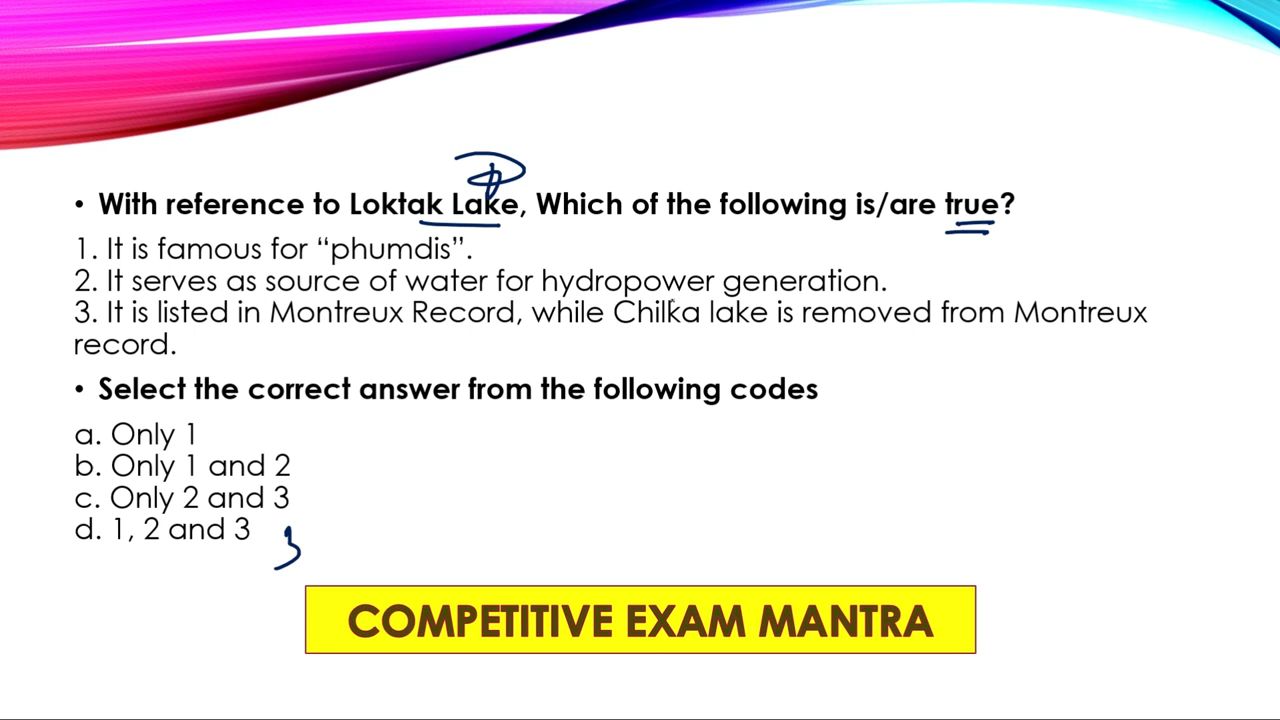 • With reference to Loktak Lake, Which of the following is/are true?
1. It is famous for “phumdis”.
2. It serves as source of water for hydropower generation.
3. It is listed in Montreux Record, while Chilka lake is removed from Montreux
record.
• Select the correct answer from the following codes
a. Only 1
b. Only 1 and 2
c. Only 2 and 3
d. 1, 2 and 3
COMPETITIVE EXAM MANTRA